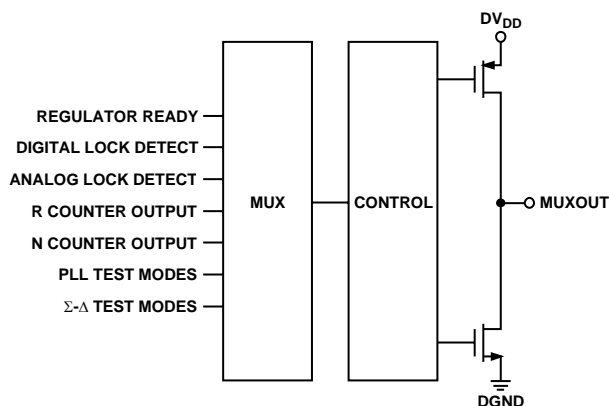 DVDD
REGULATOR READY
DIGITAL LOCK DETECT
ANALOG LOCK DETECT
R COUNTER OUTPUT
N COUNTER OUTPUT
PLL TEST MODES
Σ-Δ TEST MODES
MUX
CONTROL
MUXOUT
DGND